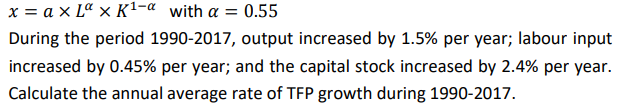 x = a × L^α × K^{1−α} with α = 0.55
During the period 1990-2017, output increased by 1.5% per year; labour input
increased by 0.45% per year; and the capital stock increased by 2.4% per year.
Calculate the annual average rate of TFP growth during 1990-2017.